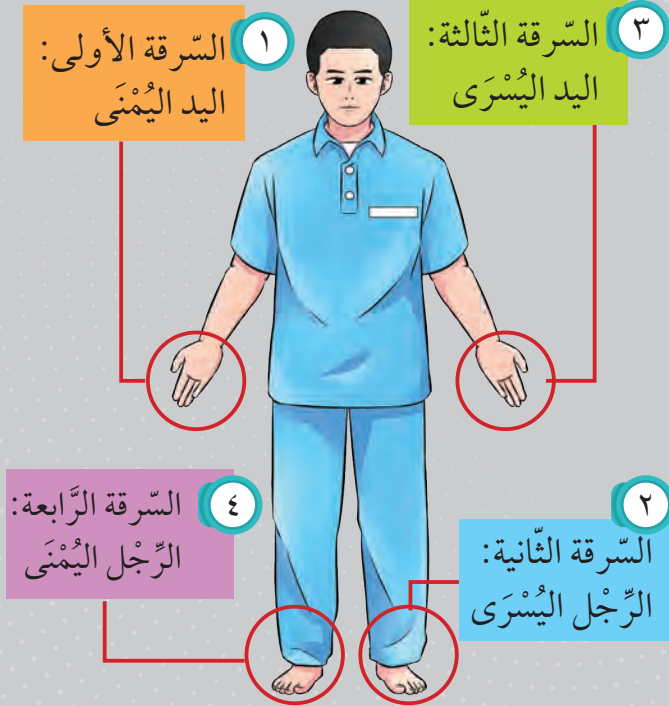 ١
السّرقة الأولى:
اليد اليُمْنَى
٣
السّرقة الثّالثة:
اليد اليُسْرَى
٤
السّرقة الرَّابعة:
الرِّجْل اليُمْنَى
٢
السّرقة الثّانية:
الرِّجْل اليُسْرَى